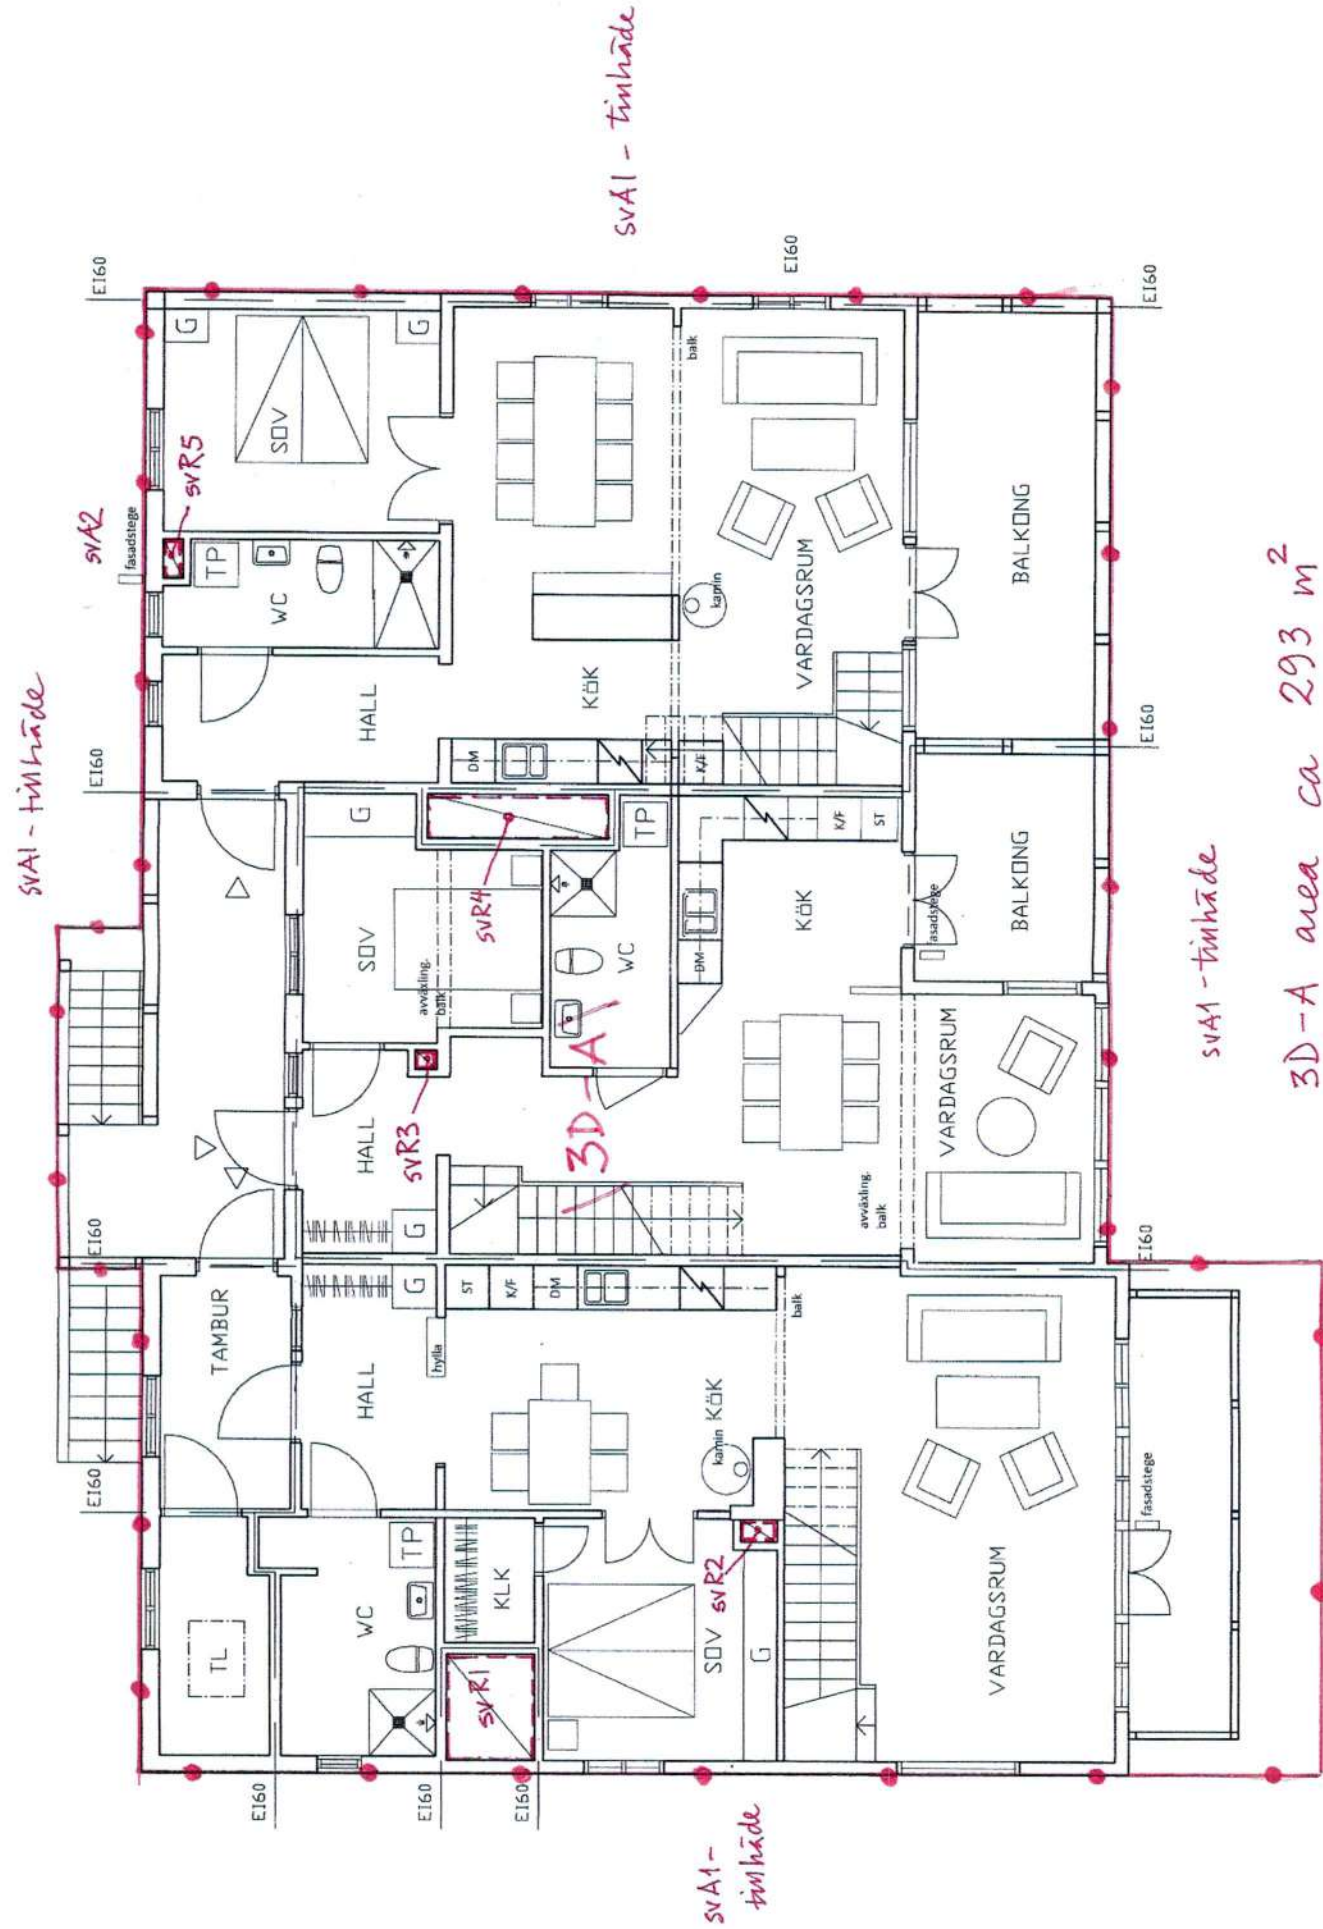 svA1 - tinhäde
svA1 - tinhäde
svA1 - tinhäde
svA1 -
tinhäde
svA2
fasadstege
svR5
EI60
EI60
EI60
EI60
EI60
EI60
EI60
EI60
EI60
EI60
EI60
G
SOV
G
TP
WC
HALL
KÖK
DM
K/F
balk
kamin
VARDAGSRUM
BALKONG
G
SOV
avväxling.
balk
svR4
TP
WC
svR3
HALL
G
3D-A
KÖK
DM
K/F
ST
fasadstege
BALKONG
VARDAGSRUM
avväxling.
balk
TAMBUR
HALL
G
hylla
ST
K/F
DM
KÖK
kamin
balk
TL
WC
TP
KLK
svR1
SOV
svR2
G
VARDAGSRUM
fasadstege
3D-A area ca 293 m²